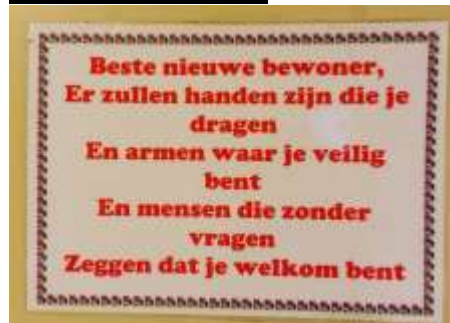 Beste nieuwe bewoner,
Er zullen handen zijn die je
dragen
En armen waar je veilig
bent
En mensen die zonder
vragen
Zeggen dat je welkom bent